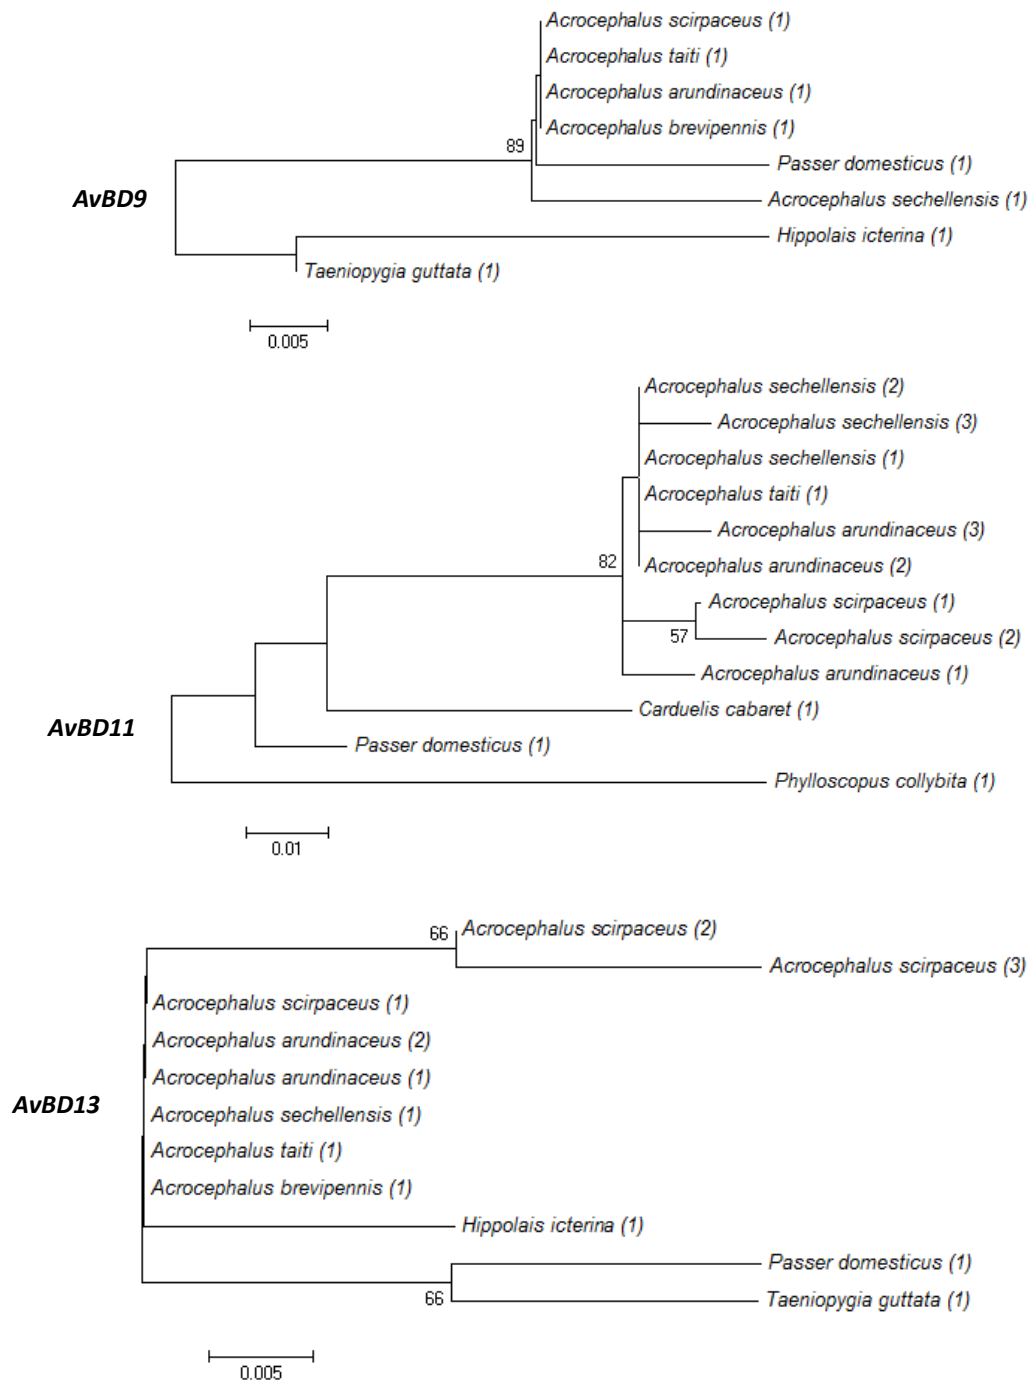 Acrocephalus scirpaceus (1)
Acrocephalus taiti (1)
Acrocephalus arundinaceus (1)
Acrocephalus brevipennis (1)
89
Passer domesticus (1)
AvBD9
Acrocephalus sechellensis (1)
Hippolais icterina (1)
Taeniopygia guttata (1)
0.005
Acrocephalus sechellensis (2)
Acrocephalus sechellensis (3)
Acrocephalus sechellensis (1)
Acrocephalus taiti (1)
Acrocephalus arundinaceus (3)
82
Acrocephalus arundinaceus (2)
Acrocephalus scirpaceus (1)
57
Acrocephalus scirpaceus (2)
Acrocephalus arundinaceus (1)
Carduelis cabaret (1)
AvBD11
Passer domesticus (1)
Phylloscopus collybita (1)
0.01
66
Acrocephalus scirpaceus (2)
Acrocephalus scirpaceus (3)
Acrocephalus scirpaceus (1)
Acrocephalus arundinaceus (2)
Acrocephalus arundinaceus (1)
AvBD13
Acrocephalus sechellensis (1)
Acrocephalus taiti (1)
Acrocephalus brevipennis (1)
Hippolais icterina (1)
Passer domesticus (1)
66
Taeniopygia guttata (1)
0.005